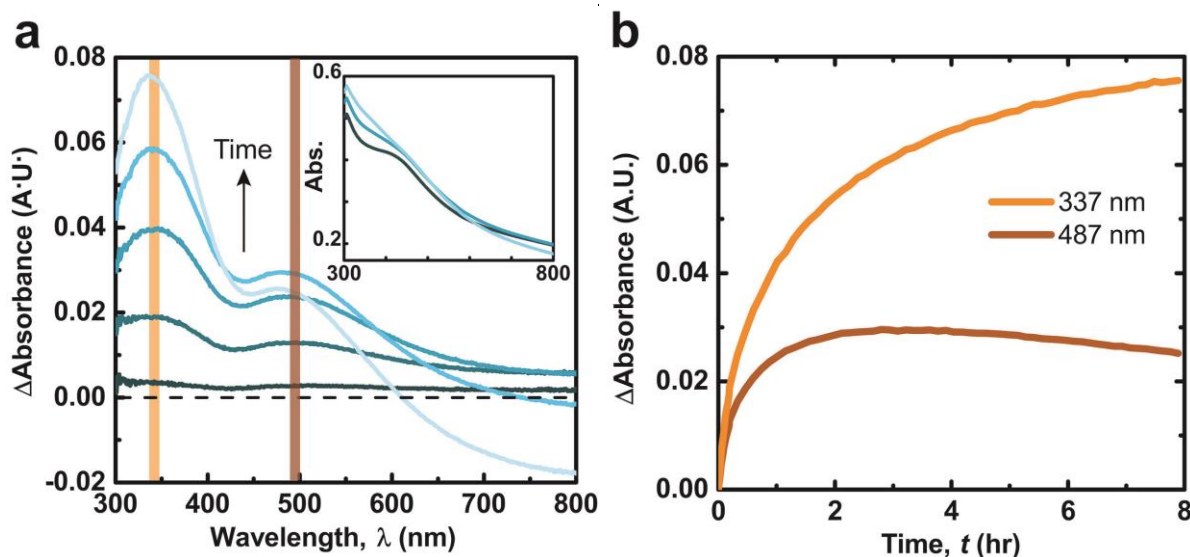 a
ΔAbsorbance (A·U·)
0.08
0.06
0.04
0.02
0.00
-0.02
300 400 500 600 700 800
Wavelength, λ (nm)
Time
Abs.
0.6
0.2
300 800
b
ΔAbsorbance (A.U.)
0.08
0.06
0.04
0.02
0.00
0 2 4 6 8
Time, t (hr)
337 nm
487 nm